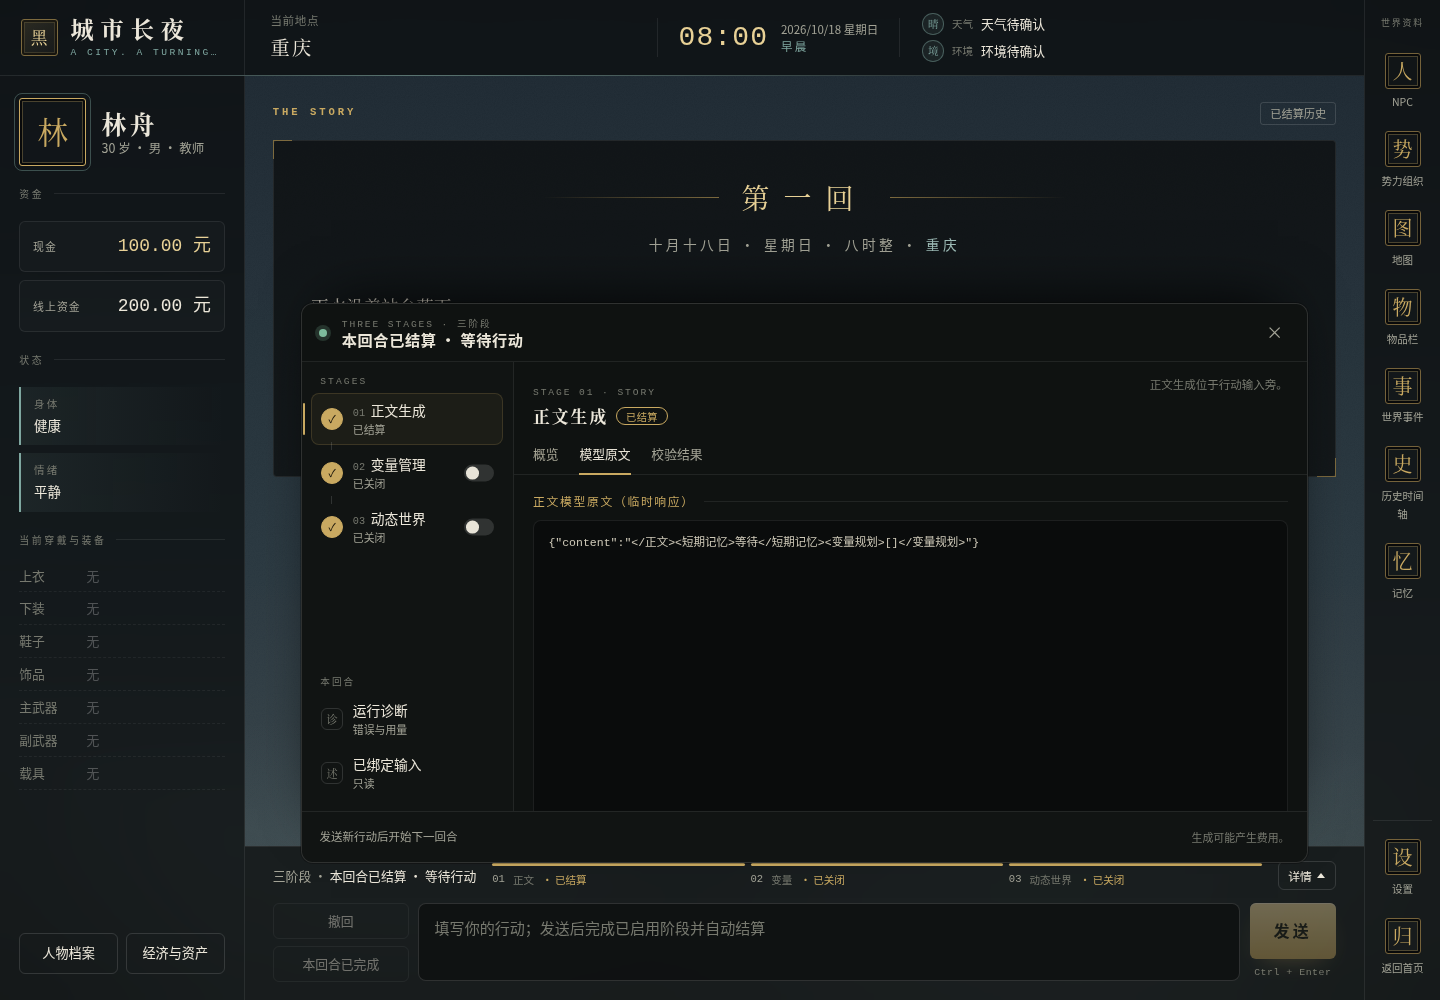 黑
城市长夜
A CITY. A TURNING…
当前地点
重庆
08:00
2026/10/18 星期日
早晨
晴 天气 天气待确认
境 环境 环境待确认
世界资料
人
NPC
势
势力组织
图
地图
物
物品栏
事
世界事件
史
历史时间轴
忆
记忆
设
设置
归
返回首页
林
林舟
30 岁 • 男 • 教师
资金
现金 100.00 元
线上资金 200.00 元
状态
身体
健康
情绪
平静
当前穿戴与装备
上衣 无
下装 无
鞋子 无
饰品 无
主武器 无
副武器 无
载具 无
人物档案 经济与资产
THE STORY
已结算历史
第一回
十月十八日 • 星期日 • 八时整 • 重庆
THREE STAGES · 三阶段
本回合已结算 • 等待行动
STAGES
01 正文生成
已结算
02 变量管理
已关闭
03 动态世界
已关闭
本回合
诊 运行诊断
错误与用量
述 已绑定输入
只读
STAGE 01 · STORY
正文生成位于行动输入旁。
正文生成 已结算
概览 模型原文 校验结果
正文模型原文（临时响应）
{"content":"</正文><短期记忆>等待</短期记忆><变量规划>[]</变量规划>"}
发送新行动后开始下一回合
生成可能产生费用。
三阶段 • 本回合已结算 • 等待行动
01 正文 • 已结算
02 变量 • 已关闭
03 动态世界 • 已关闭
详情
撤回
本回合已完成
填写你的行动；发送后完成已启用阶段并自动结算
发送
Ctrl + Enter